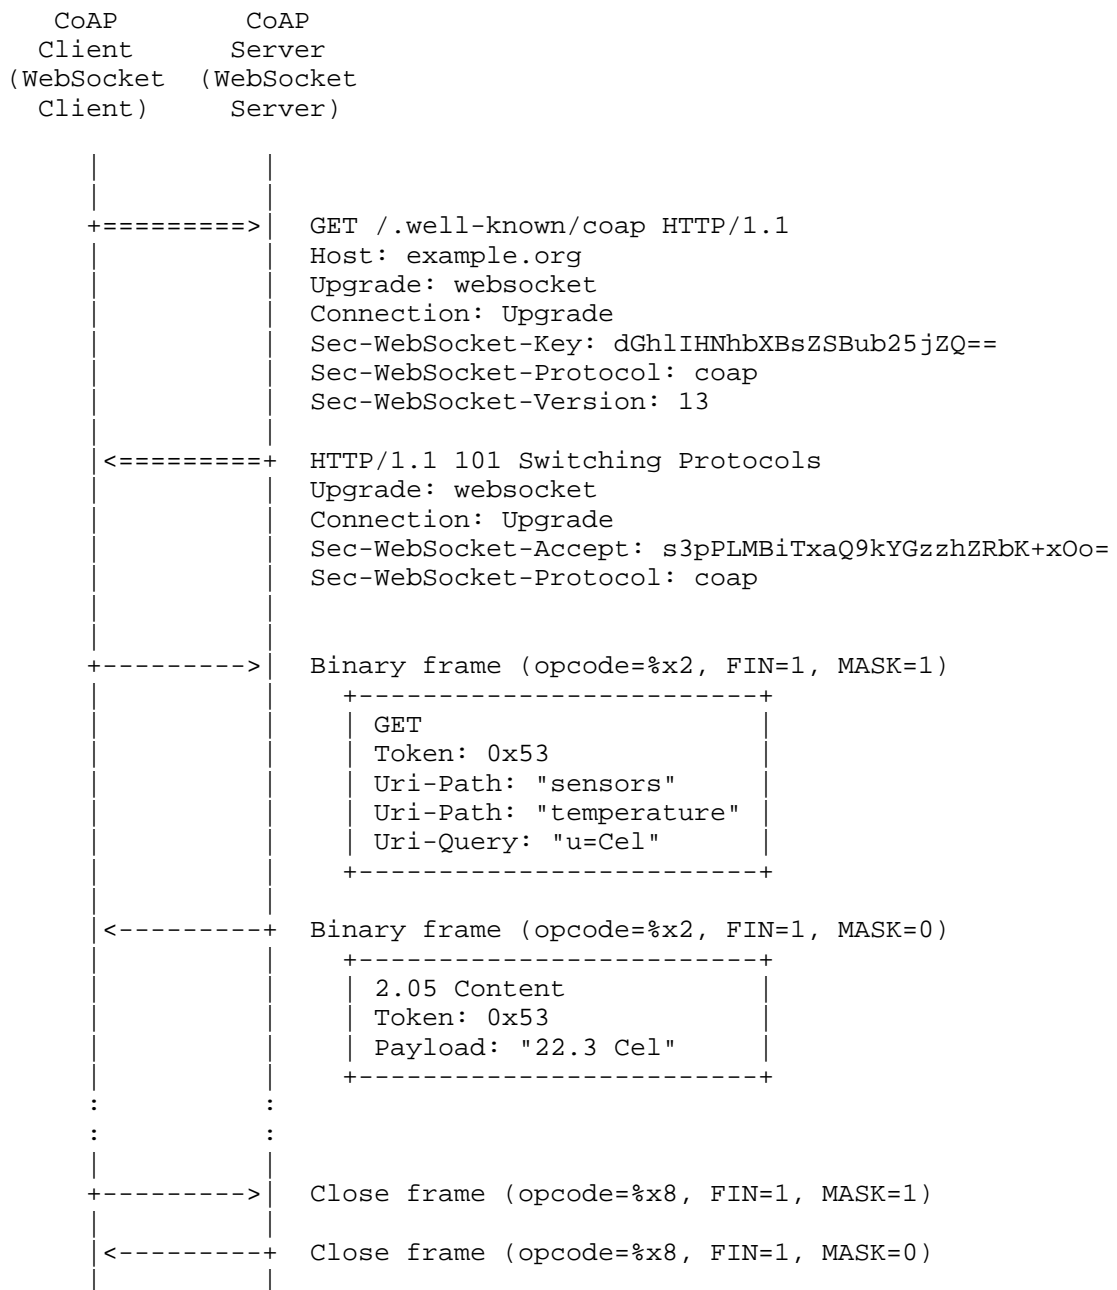 CoAP CoAP
Client Server
(WebSocket (WebSocket
Client) Server)
| |
| |
+=========>| GET /.well-known/coap HTTP/1.1
| | Host: example.org
| | Upgrade: websocket
| | Connection: Upgrade
| | Sec-WebSocket-Key: dGhlIHNhbXBsZSBub25jZQ==
| | Sec-WebSocket-Protocol: coap
| | Sec-WebSocket-Version: 13
| |
|<=========+ HTTP/1.1 101 Switching Protocols
| | Upgrade: websocket
| | Connection: Upgrade
| | Sec-WebSocket-Accept: s3pPLMBiTxaQ9kYGzzhZRbK+xOo=
| | Sec-WebSocket-Protocol: coap
| |
| |
+--------->| Binary frame (opcode=%x2, FIN=1, MASK=1)
| | +-------------------------+
| | | GET |
| | | Token: 0x53 |
| | | Uri-Path: "sensors" |
| | | Uri-Path: "temperature" |
| | | Uri-Query: "u=Cel" |
| | +-------------------------+
| |
|<---------+ Binary frame (opcode=%x2, FIN=1, MASK=0)
| | +-------------------------+
| | | 2.05 Content |
| | | Token: 0x53 |
| | | Payload: "22.3 Cel" |
| | +-------------------------+
: :
: :
| |
+--------->| Close frame (opcode=%x8, FIN=1, MASK=1)
| |
|<---------+ Close frame (opcode=%x8, FIN=1, MASK=0)
| |